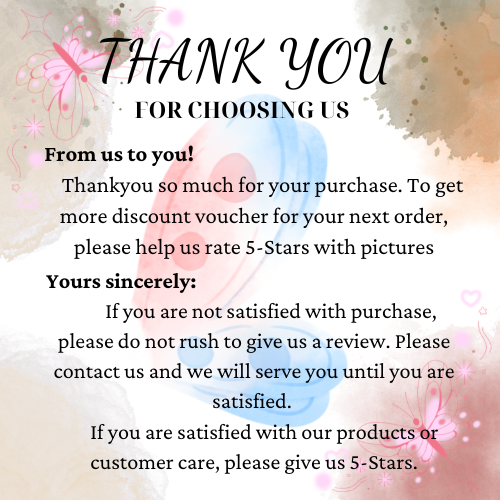 THANK YOU
FOR CHOOSING US
From us to you!
Thankyou so much for your purchase. To get
more discount voucher for your next order,
please help us rate 5-Stars with pictures
Yours sincerely:
If you are not satisfied with purchase,
please do not rush to give us a review. Please
contact us and we will serve you until you are
satisfied.
If you are satisfied with our products or
customer care, please give us 5-Stars.